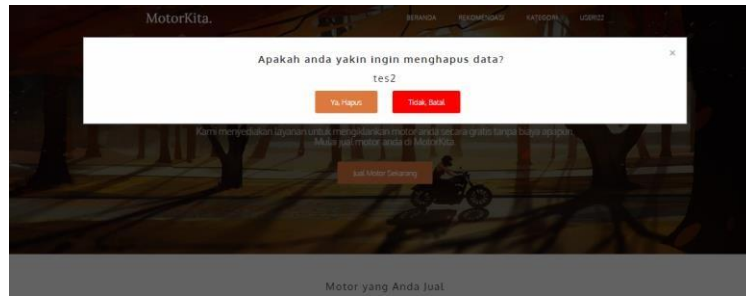 MotorKita.
BERANDA REKOMENDASI KATEGORI USER22
×
Apakah anda yakin ingin menghapus data?
tes2
Ya, Hapus Tidak, Batal
Kami menyediakan layanan untuk mengiklankan motor anda secara gratis tanpa biaya apapun.
Mulai jual motor anda di MotorKita.
Jual Motor Sekarang
Motor yang Anda Jual